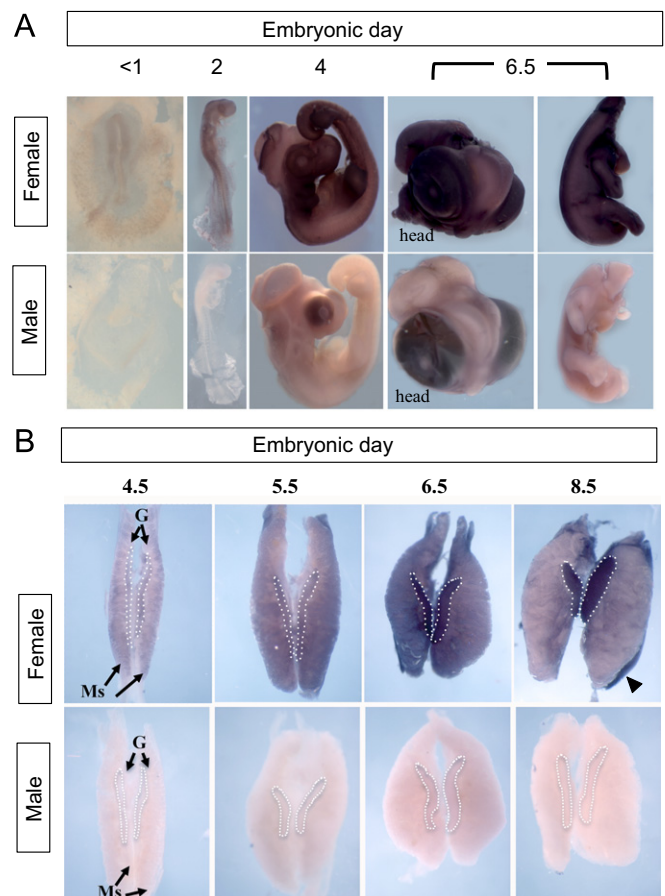 A
Embryonic day
<1 2 4 6.5
Female
head
Male
head
B
Embryonic day
4.5 5.5 6.5 8.5
G
Female
Ms
G
Male
Ms